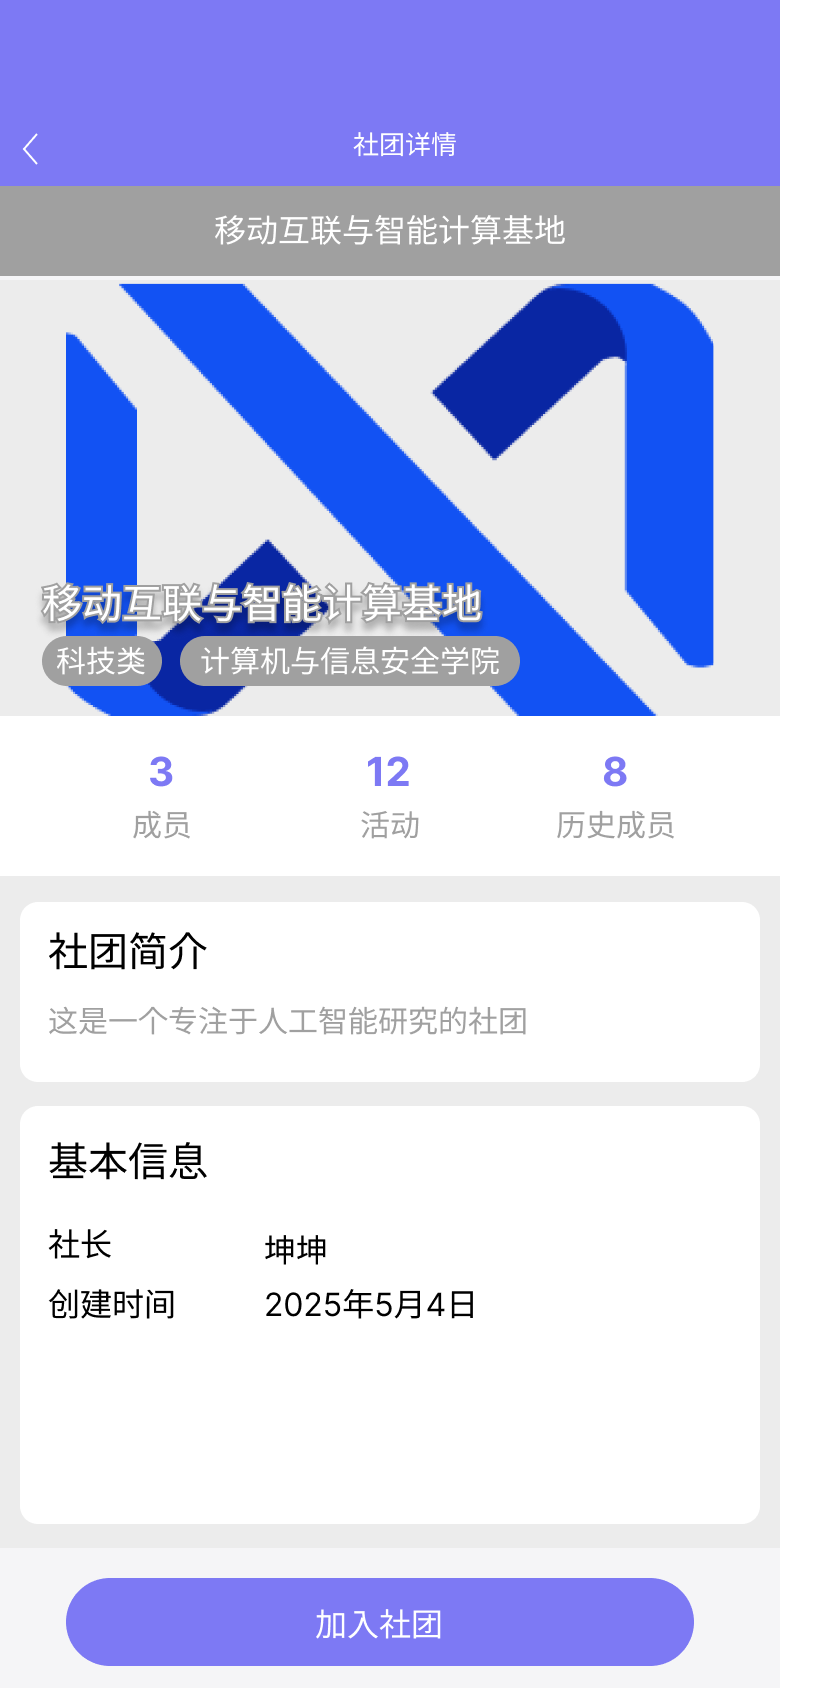 社团详情
移动互联与智能计算基地
移动互联与智能计算基地
科技类 计算机与信息安全学院
3 12 8
成员 活动 历史成员
社团简介
这是一个专注于人工智能研究的社团
基本信息
社长 坤坤
创建时间 2025年5月4日
加入社团